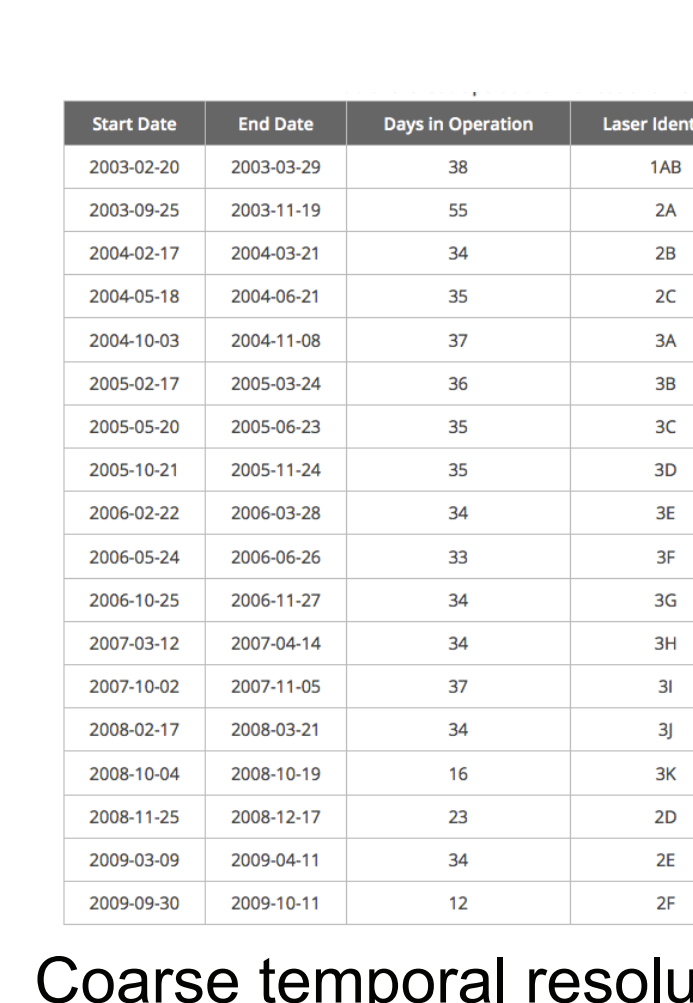 Start Date End Date Days in Operation Laser Ident
2003-02-20 2003-03-29 38 1AB
2003-09-25 2003-11-19 55 2A
2004-02-17 2004-03-21 34 2B
2004-05-18 2004-06-21 35 2C
2004-10-03 2004-11-08 37 3A
2005-02-17 2005-03-24 36 3B
2005-05-20 2005-06-23 35 3C
2005-10-21 2005-11-24 35 3D
2006-02-22 2006-03-28 34 3E
2006-05-24 2006-06-26 33 3F
2006-10-25 2006-11-27 34 3G
2007-03-12 2007-04-14 34 3H
2007-10-02 2007-11-05 37 3I
2008-02-17 2008-03-21 34 3J
2008-10-04 2008-10-19 16 3K
2008-11-25 2008-12-17 23 2D
2009-03-09 2009-04-11 34 2E
2009-09-30 2009-10-11 12 2F
Coarse temporal resolu